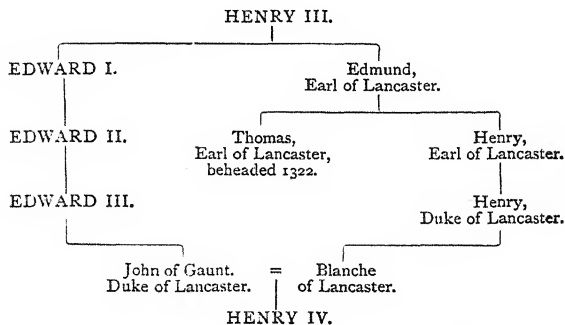 HENRY III.
EDWARD I.
Edmund,
Earl of Lancaster.
EDWARD II.
Thomas,
Earl of Lancaster,
beheaded 1322.
Henry,
Earl of Lancaster.
EDWARD III.
Henry,
Duke of Lancaster.
John of Gaunt. = Blanche
Duke of Lancaster. of Lancaster.
HENRY IV.